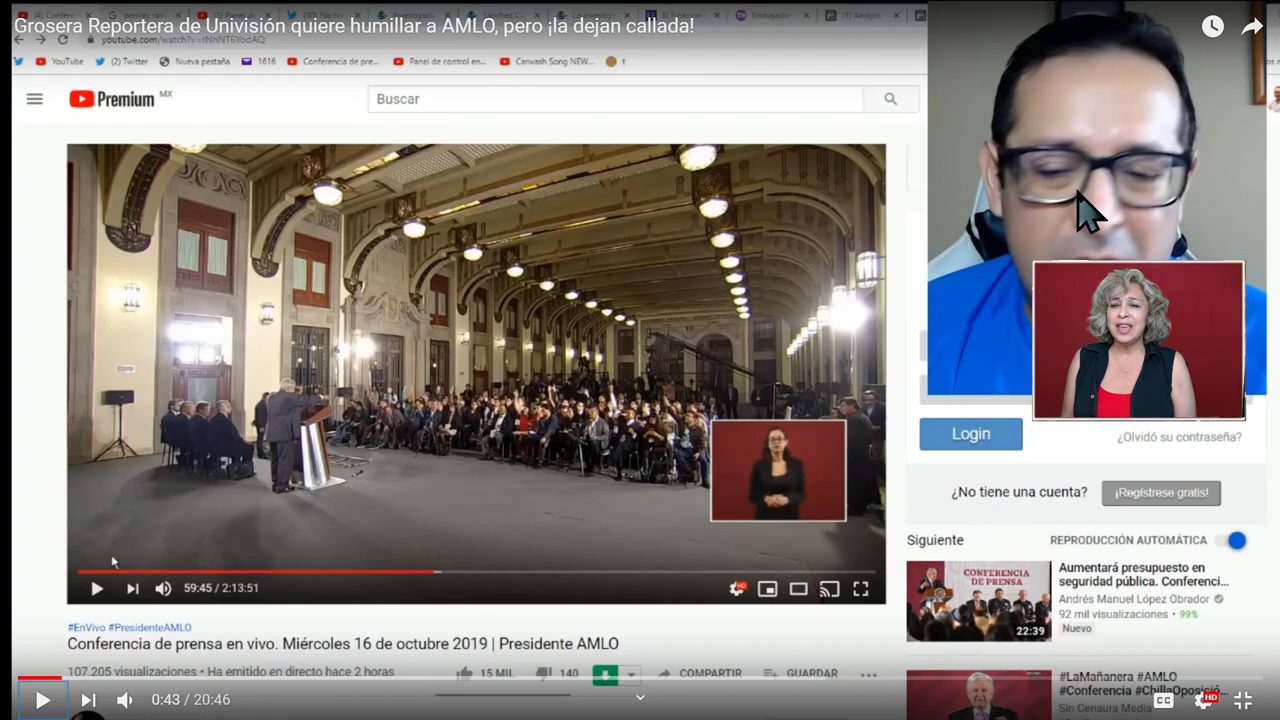 Grosera Reportera de Univisión quiere humillar a AMLO, pero ¡la dejan callada!
youtube.com/watch?v=tNnNT6YodAQ
YouTube
(2) Twitter
Nueva pestaña
1616
Conferencia de pre...
Panel de control en...
Carwash Song NEW...
t
Premium MX
Buscar
59:45 / 2:13:51
#EnVivo #PresidenteAMLO
Conferencia de prensa en vivo. Miércoles 16 de octubre 2019 | Presidente AMLO
107.205 visualizaciones • Ha emitido en directo hace 2 horas
15 MIL
140
COMPARTIR
GUARDAR
Login
¿Olvidó su contraseña?
¿No tiene una cuenta?
¡Regístrese gratis!
Siguiente
REPRODUCCIÓN AUTOMÁTICA
CONFERENCIA
DE PRENSA
22:39
Aumentará presupuesto en
seguridad pública. Conferenci...
Andrés Manuel López Obrador
92 mil visualizaciones • 99%
Nuevo
#LaMañanera #AMLO
#Conferencia #ChillaOposició...
Sin Censura Media
0:43 / 20:46
CC
HD